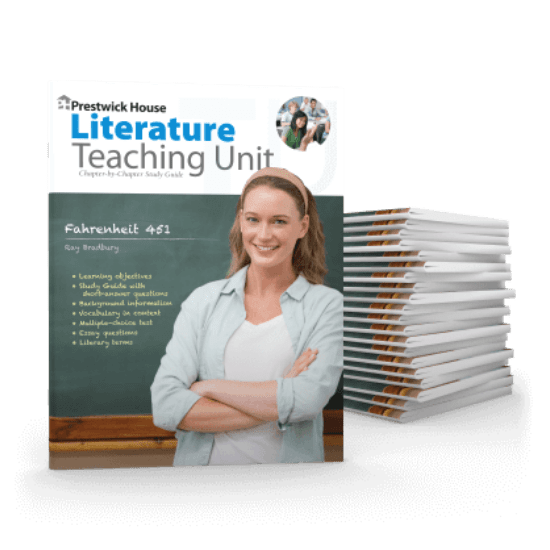 Prestwick House
Literature
Teaching Unit
Chapter-by-Chapter Study Guide
Fahrenheit 451
Ray Bradbury
• Learning objectives
• Study Guide with
short-answer questions
• Background information
• Vocabulary in context
• Multiple-choice test
• Essay questions
• Literary terms